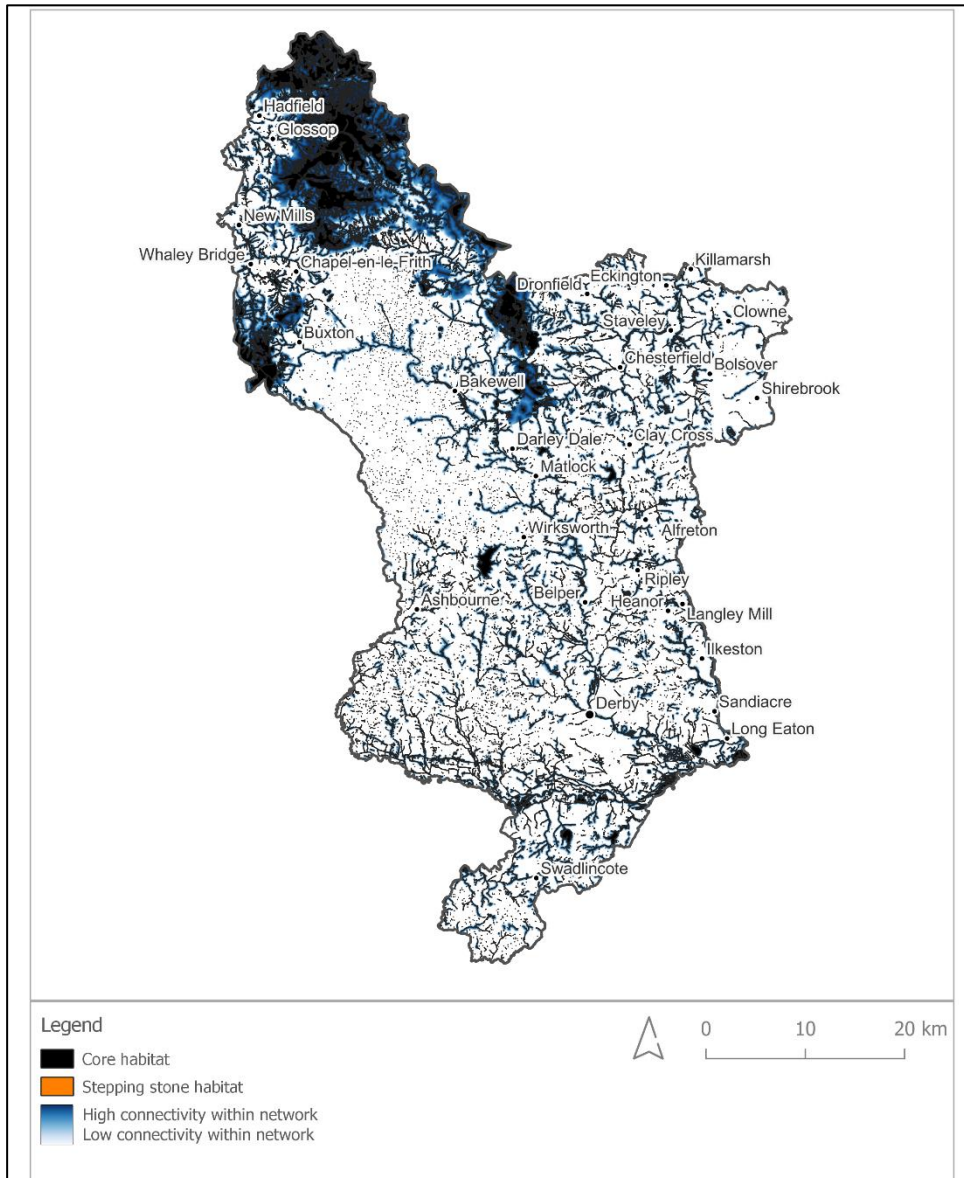 Hadfield
Glossop
New Mills
Whaley Bridge
Chapel-en-le-Frith
Killamarsh
Eckington
Dronfield
Clowne
Staveley
Buxton
Chesterfield
Bolsover
Bakewell
Shirebrook
Darley Dale
Clay Cross
Matlock
Wirksworth
Alfreton
Ripley
Belper
Heanor
Ashbourne
Langley Mill
Ilkeston
Derby
Sandiacre
Long Eaton
Swadlincote
Legend
Core habitat
Stepping stone habitat
High connectivity within network
Low connectivity within network
0 10 20 km